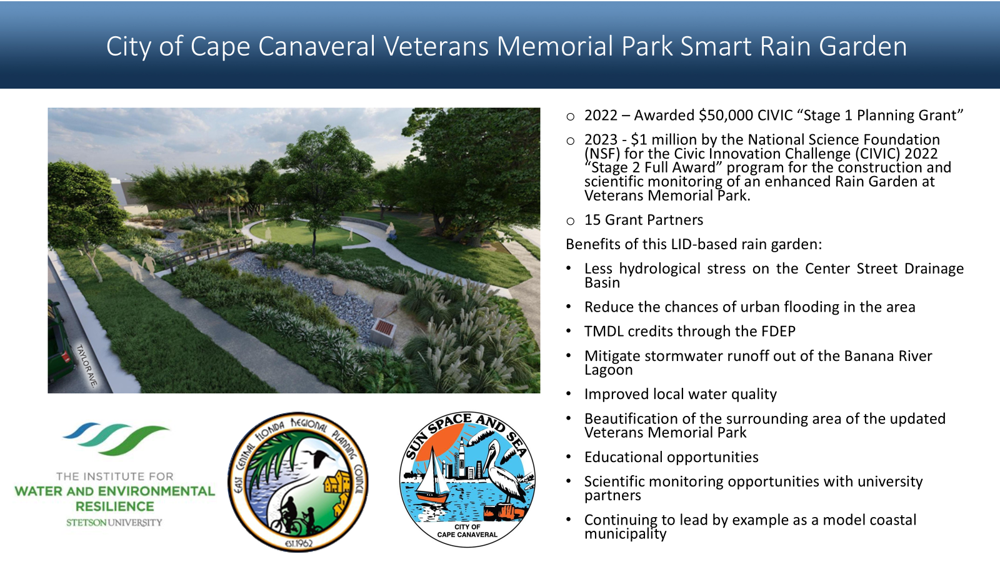 City of Cape Canaveral Veterans Memorial Park Smart Rain Garden
TAYLOR AVE.
THE INSTITUTE FOR
WATER AND ENVIRONMENTAL
RESILIENCE
STETSON UNIVERSITY
EAST CENTRAL FLORIDA REGIONAL PLANNING COUNCIL
EST.1962
SUN SPACE AND SEA
CITY OF
CAPE CANAVERAL
o 2022 – Awarded $50,000 CIVIC “Stage 1 Planning Grant”
o 2023 - $1 million by the National Science Foundation
(NSF) for the Civic Innovation Challenge (CIVIC) 2022
“Stage 2 Full Award” program for the construction and
scientific monitoring of an enhanced Rain Garden at
Veterans Memorial Park.
o 15 Grant Partners
Benefits of this LID-based rain garden:
• Less hydrological stress on the Center Street Drainage
Basin
• Reduce the chances of urban flooding in the area
• TMDL credits through the FDEP
• Mitigate stormwater runoff out of the Banana River
Lagoon
• Improved local water quality
• Beautification of the surrounding area of the updated
Veterans Memorial Park
• Educational opportunities
• Scientific monitoring opportunities with university
partners
• Continuing to lead by example as a model coastal
municipality